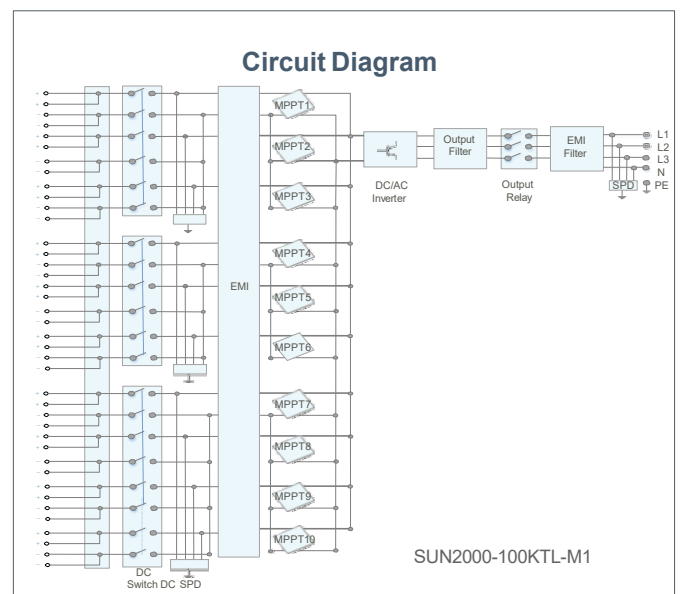 Circuit Diagram
MPPT1
MPPT2
MPPT3
MPPT4
MPPT5
MPPT6
MPPT7
MPPT8
MPPT9
MPPT10
EMI
DC/AC
Inverter
Output
Filter
Output
Relay
EMI
Filter
L1
L2
L3
N
PE
SPD
DC
Switch DC SPD
SUN2000-100KTL-M1